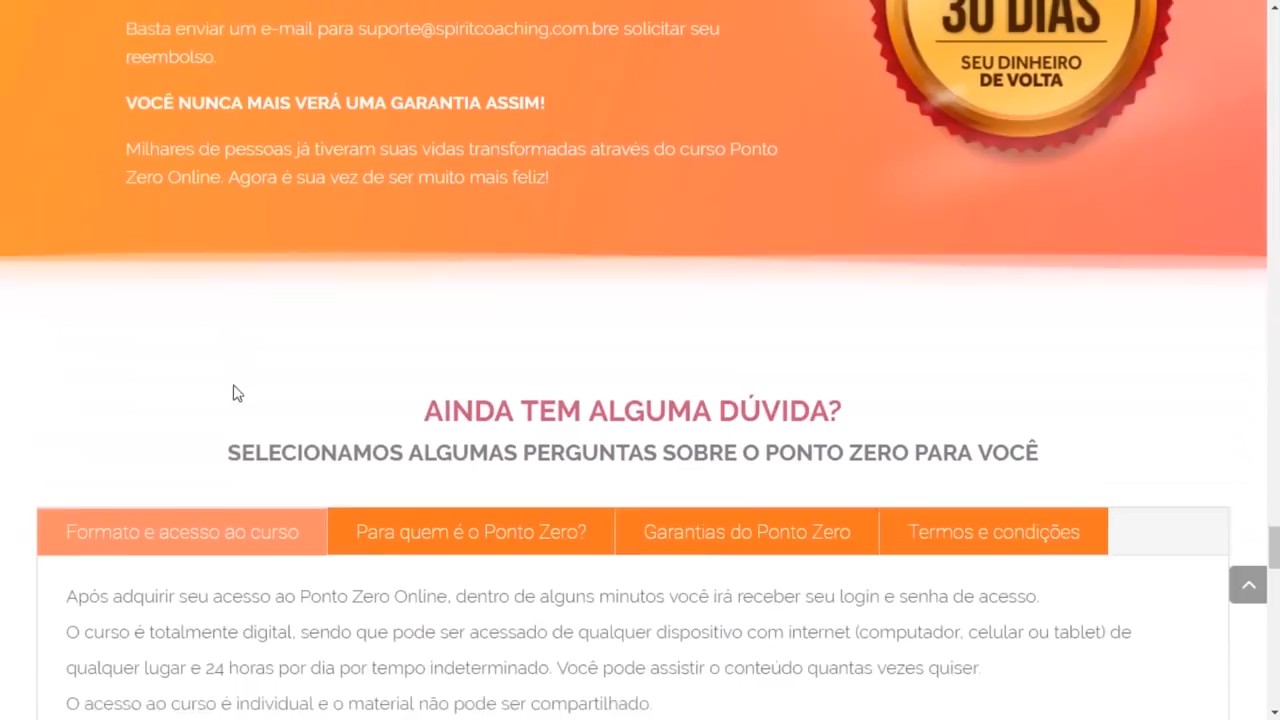 Basta enviar um e-mail para suporte@spiritcoaching.com.bre solicitar seu
reembolso.
VOCÊ NUNCA MAIS VERÁ UMA GARANTIA ASSIM!
Milhares de pessoas já tiveram suas vidas transformadas através do curso Ponto
Zero Online. Agora é sua vez de ser muito mais feliz!
30 DIAS
SEU DINHEIRO
DE VOLTA
AINDA TEM ALGUMA DÚVIDA?
SELECIONAMOS ALGUMAS PERGUNTAS SOBRE O PONTO ZERO PARA VOCÊ
Formato e acesso ao curso
Para quem é o Ponto Zero?
Garantias do Ponto Zero
Termos e condições
Após adquirir seu acesso ao Ponto Zero Online, dentro de alguns minutos você irá receber seu login e senha de acesso.
O curso é totalmente digital, sendo que pode ser acessado de qualquer dispositivo com internet (computador, celular ou tablet) de
qualquer lugar e 24 horas por dia por tempo indeterminado. Você pode assistir o conteúdo quantas vezes quiser.
O acesso ao curso é individual e o material não pode ser compartilhado.